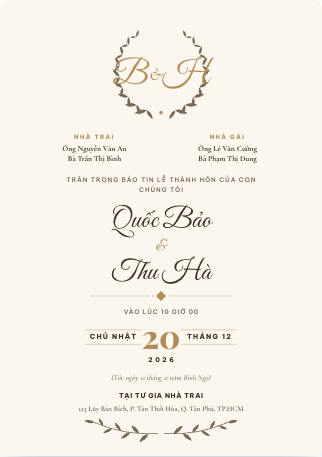 B & H
NHÀ TRAI
Ông Nguyễn Văn An
Bà Trần Thị Bình
NHÀ GÁI
Ông Lê Văn Cường
Bà Phạm Thị Dung
TRÂN TRỌNG BÁO TIN LỄ THÀNH HÔN CỦA CON
CHÚNG TÔI
Quốc Bảo
&
Thu Hà
VÀO LÚC 10 GIỜ 00
CHỦ NHẬT 20 THÁNG 12
2026
(Tức ngày 12 tháng 11 năm Bính Ngọ)
TẠI TƯ GIA NHÀ TRAI
123 Lũy Bán Bích, P. Tân Thới Hòa, Q. Tân Phú, TP.HCM